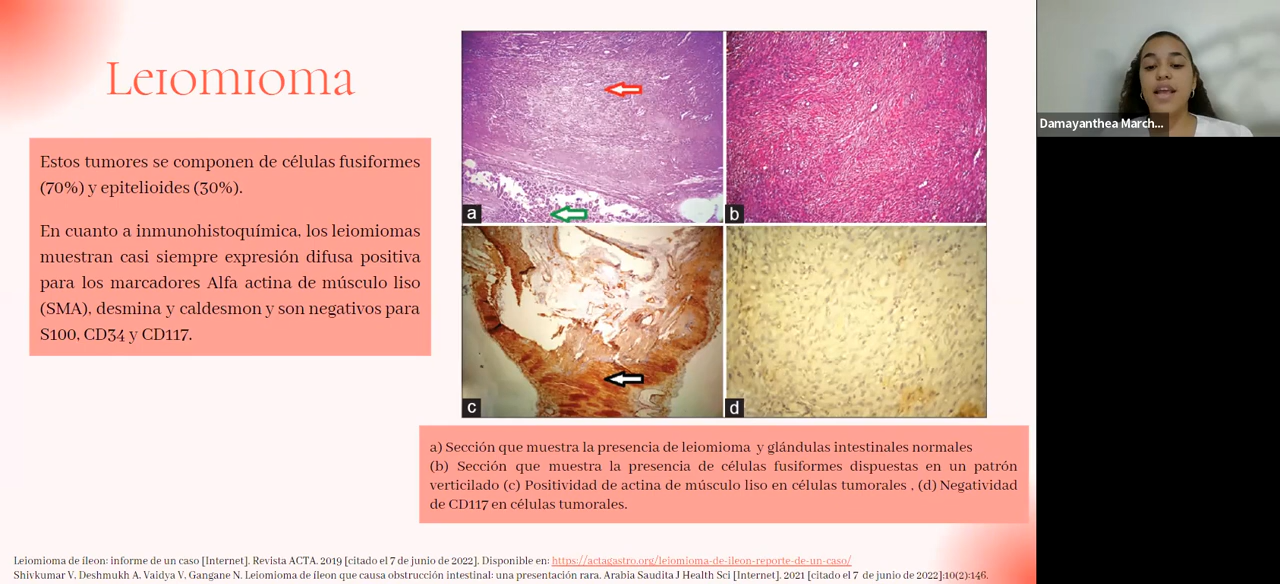 Leiomioma
Estos tumores se componen de células fusiformes
(70%) y epitelioides (30%).
En cuanto a inmunohistoquímica, los leiomiomas
muestran casi siempre expresión difusa positiva
para los marcadores Alfa actina de músculo liso
(SMA), desmina y caldesmon y son negativos para
S100, CD34 y CD117.
a
b
c
d
a) Sección que muestra la presencia de leiomioma y glándulas intestinales normales
(b) Sección que muestra la presencia de células fusiformes dispuestas en un patrón
verticilado (c) Positividad de actina de músculo liso en células tumorales , (d) Negatividad
de CD117 en células tumorales.
Leiomioma de íleon: informe de un caso [Internet]. Revista ACTA. 2019 [citado el 7 de junio de 2022]. Disponible en: https://actagastro.org/leiomioma-de-ileon-reporte-de-un-caso/
Shivkumar V. Deshmukh A. Vaidya V. Gangane N. Leiomioma de íleon que causa obstrucción intestinal: una presentación rara. Arabia Saudita J Health Sci [Internet]. 2021 [citado el 7 de junio de 2022];10(2):146.
Damayanthea March...